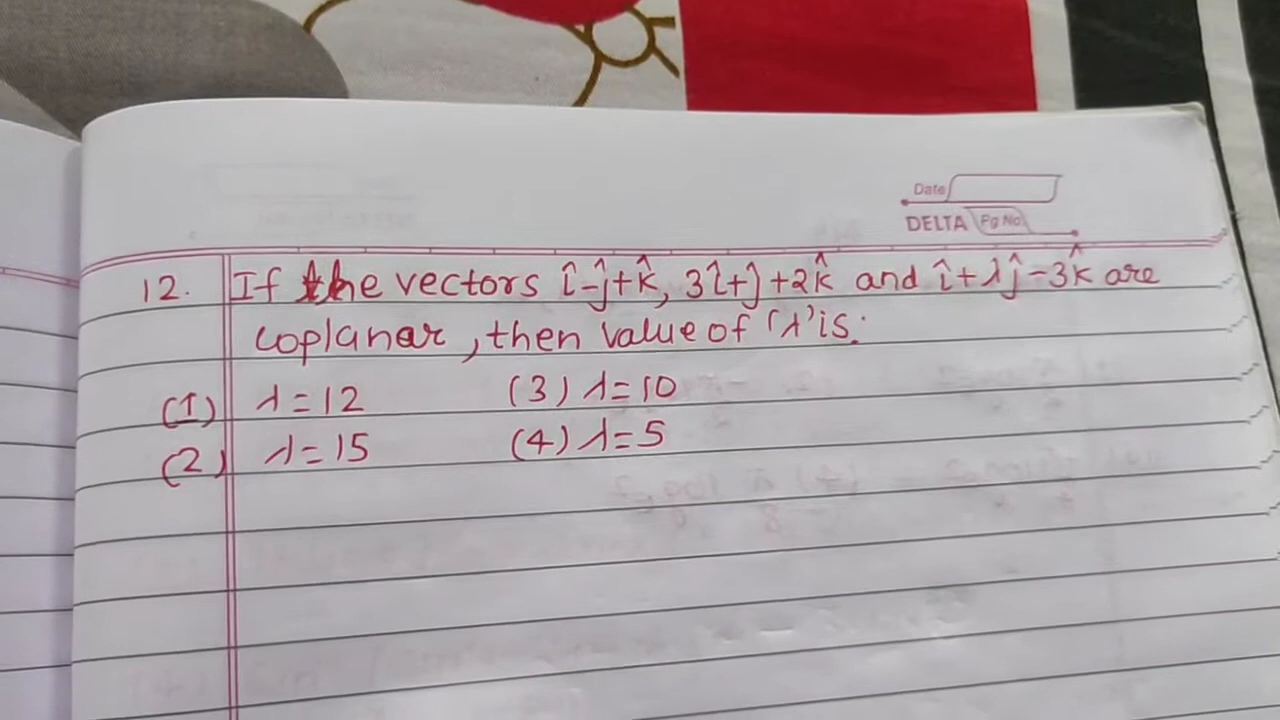 Date
DELTA Pg No
12. If the vectors î-ĵ+k̂, 3î+ĵ+2k̂ and î+λĵ-3k̂ are
coplanar, then value of 'λ' is:
(1) λ=12 (3) λ=10
(2) λ=15 (4) λ=5